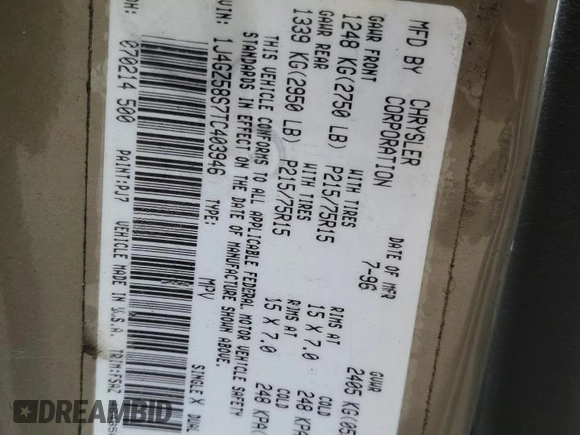 MFD BY CHRYSLER CORPORATION
DATE OF MFR 7-96
GVWR 2405 KG(05
GAWR FRONT WITH TIRES RIMS AT COLD
1248 KG(2750 LB) P215/75R15 15 X 7.0 248 KPA
GAWR REAR WITH TIRES RIMS AT COLD
1339 KG(2950 LB) P215/75R15 15 X 7.0 248 KPA(
THIS VEHICLE CONFORMS TO ALL APPLICABLE FEDERAL MOTOR VEHICLE SAFETY
STANDARDS IN EFFECT ON THE DATE OF MANUFACTURE SHOWN ABOVE.
VIN: 1J4GZ58S7TC403946 TYPE: MPV SINGLE X DUAL
070214 500 PAINT:PJ7 VEHICLE MADE IN U.S.A.
DREAMBID